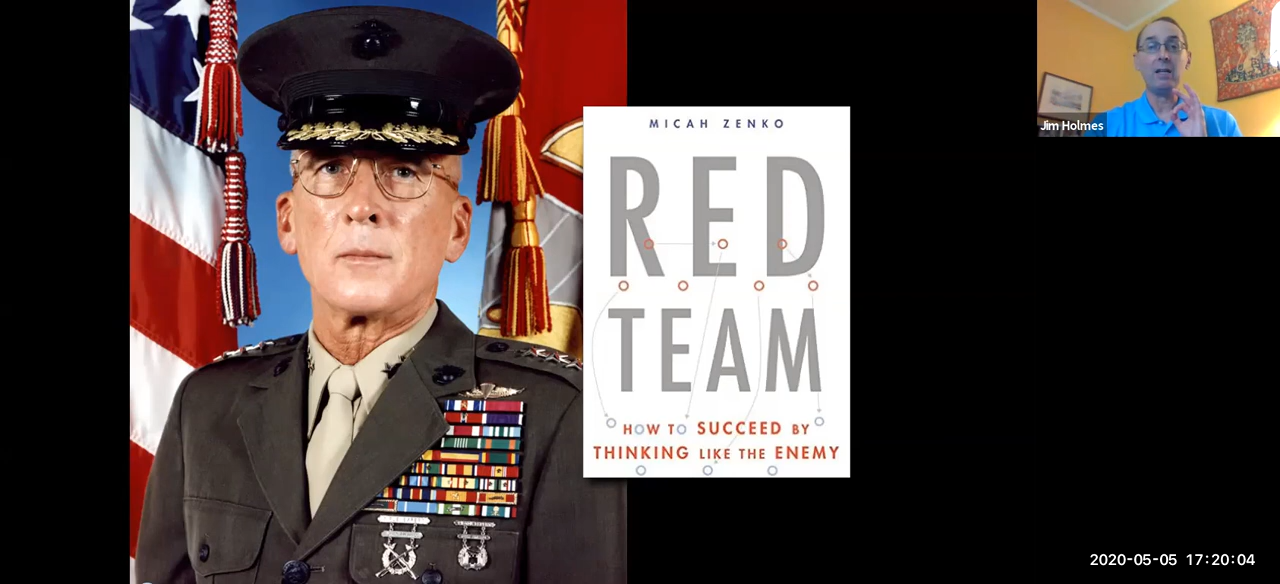 Jim Holmes
MICAH ZENKO
RED
TEAM
HOW TO SUCCEED BY
THINKING LIKE THE ENEMY
2020-05-05 17:20:04